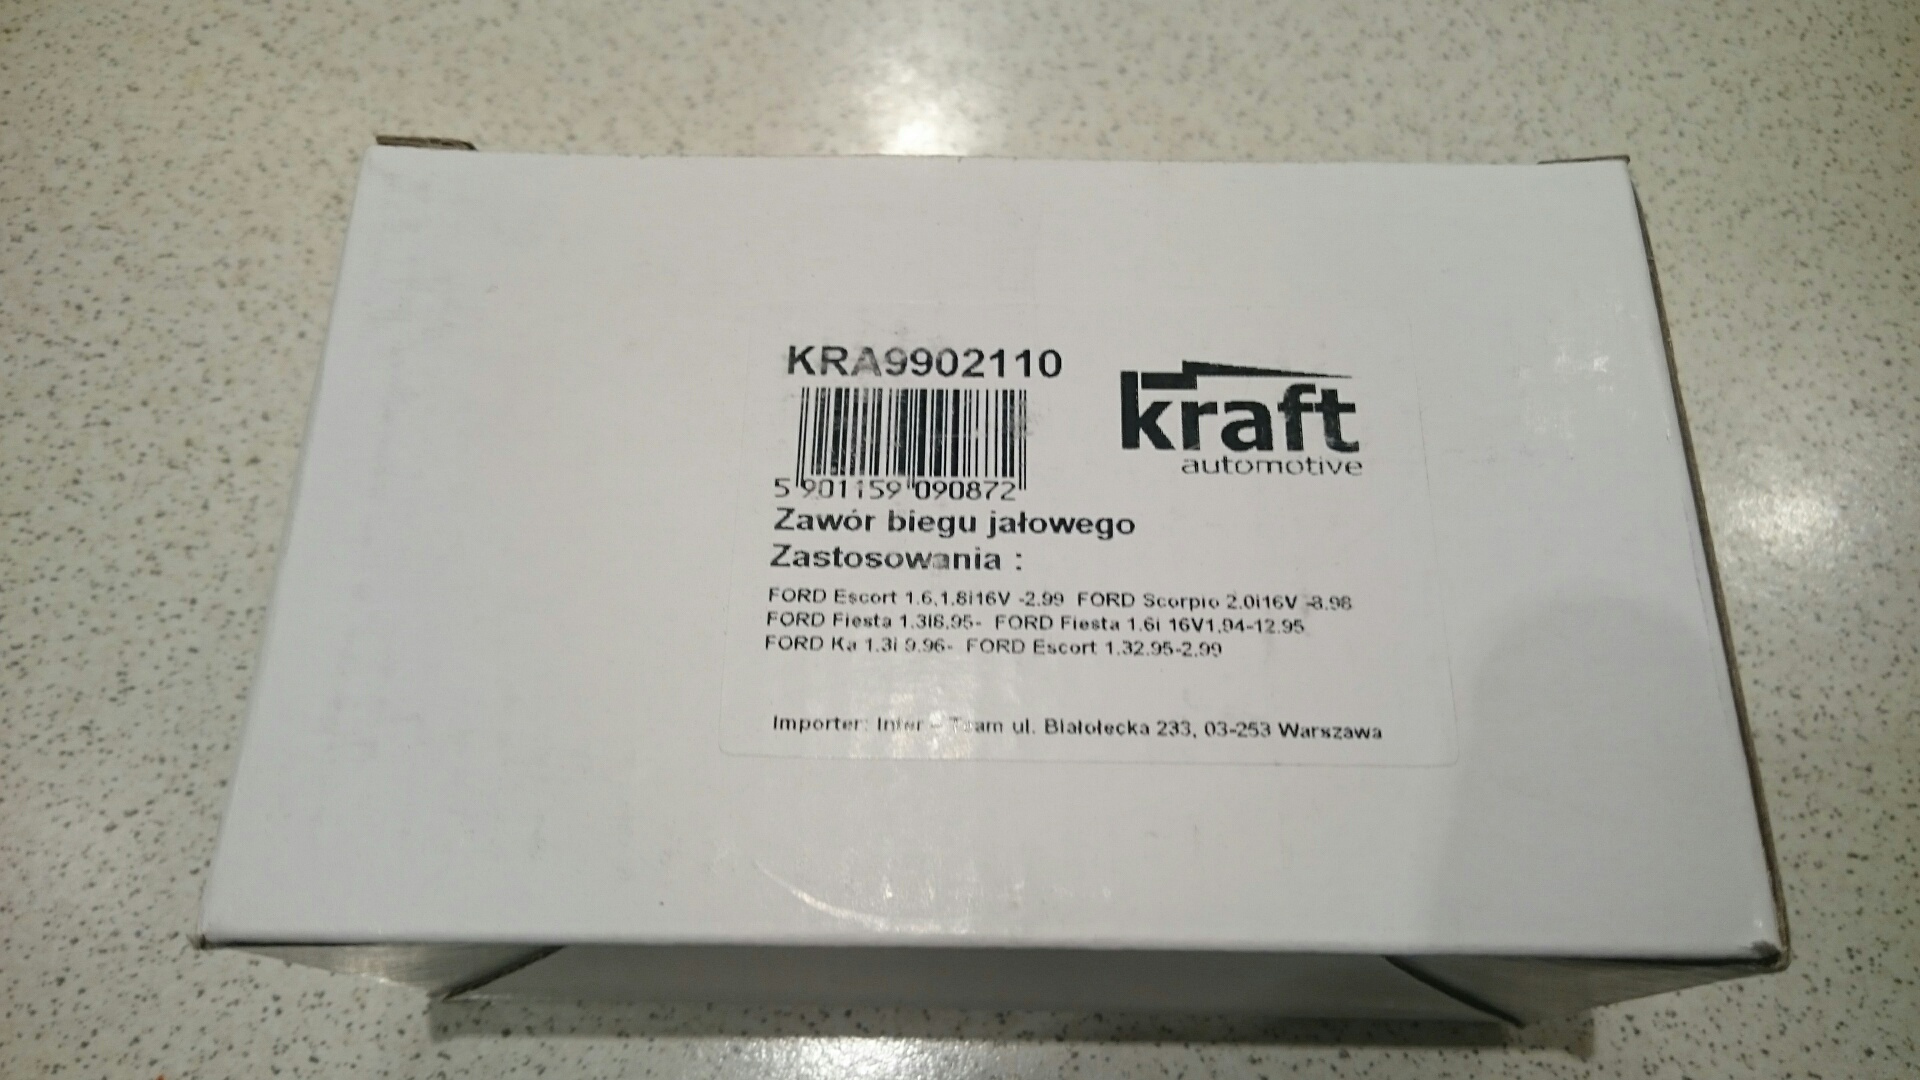 KRA9902110
kraft
automotive
5 901159 090872
Zawór biegu jałowego
Zastosowania :
FORD Escort 1.6,1.8i16V -2.99 FORD Scorpio 2.0i16V -8.98
FORD Fiesta 1.3i8.95- FORD Fiesta 1.6i 16V1.94-12.95
FORD Ka 1.3i 9.96- FORD Escort 1.32.95-2.99
Importer: Inter - Team ul. Białołecka 233, 03-253 Warszawa